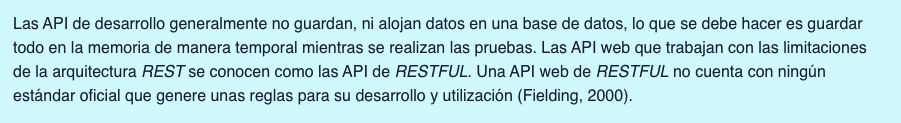 Las API de desarrollo generalmente no guardan, ni alojan datos en una base de datos, lo que se debe hacer es guardar
todo en la memoria de manera temporal mientras se realizan las pruebas. Las API web que trabajan con las limitaciones
de la arquitectura REST se conocen como las API de RESTFUL. Una API web de RESTFUL no cuenta con ningún
estándar oficial que genere unas reglas para su desarrollo y utilización (Fielding, 2000).